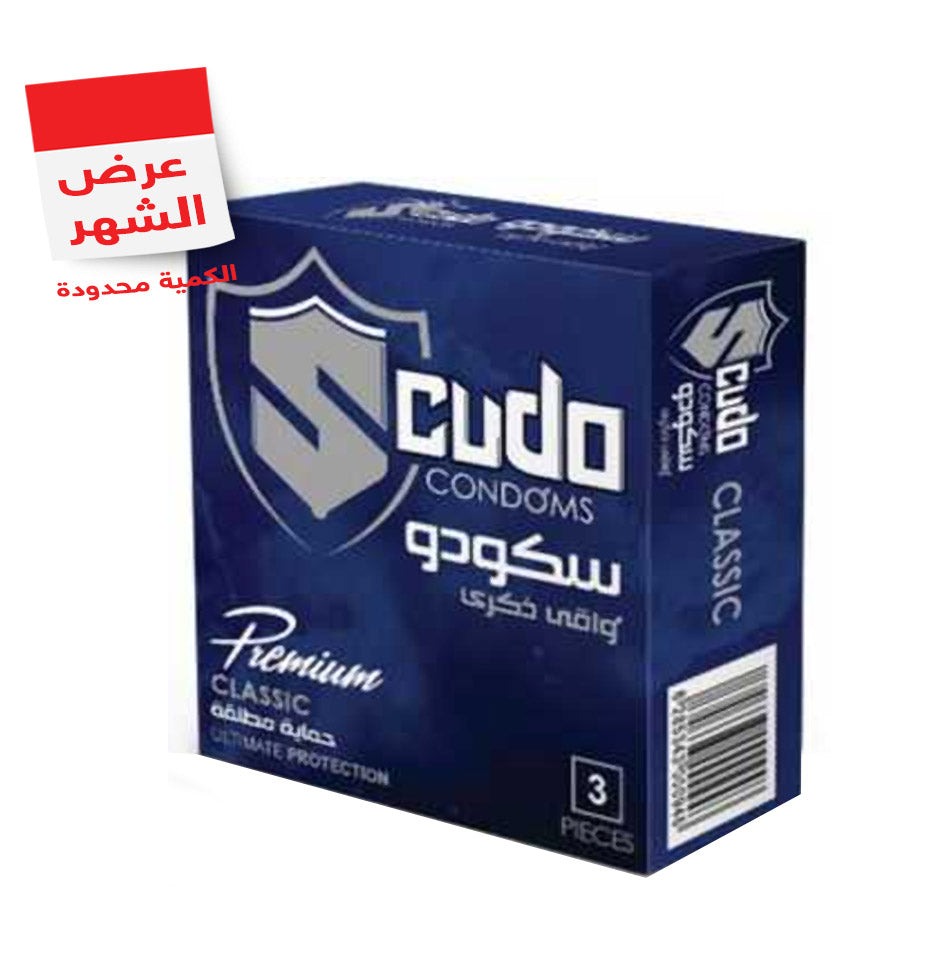 عرض
الشهر
الكمية محدودة
سكودو
Scudo
CONDOMS
سكودو
واقي ذكري
Premium
CLASSIC
حماية مطلقة
ULTIMATE PROTECTION
3
PIECES
Scudo
CONDOMS
سكودو
CLASSIC